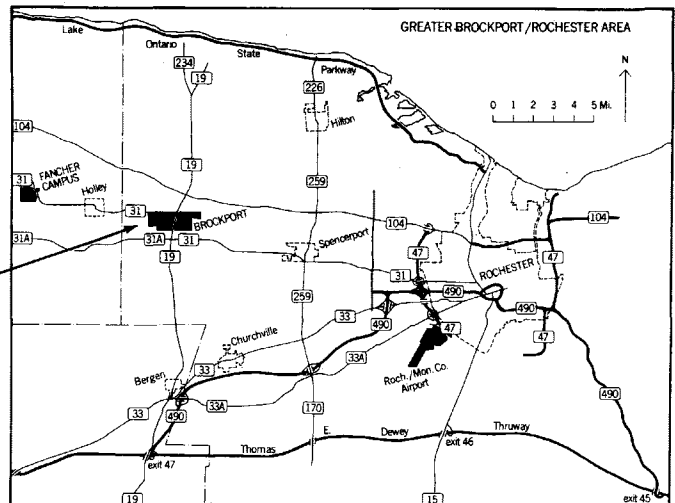 GREATER BROCKPORT/ROCHESTER AREA
Lake Ontario State Parkway
N
0 1 2 3 4 5 Mi.
234
19
226
Hilton
104
19
259
31
FANCHER CAMPUS
Holley
31
BROCKPORT
31A
31A
31
19
Spencerport
104
104
47
47
31
ROCHESTER
259
490
490
490
33
490
47
47
Churchville
33A
Roch./Mon. Co. Airport
Bergen
33
33
33A
490
170
490
Thomas E. Dewey Thruway
exit 47
exit 46
exit 45
19
15